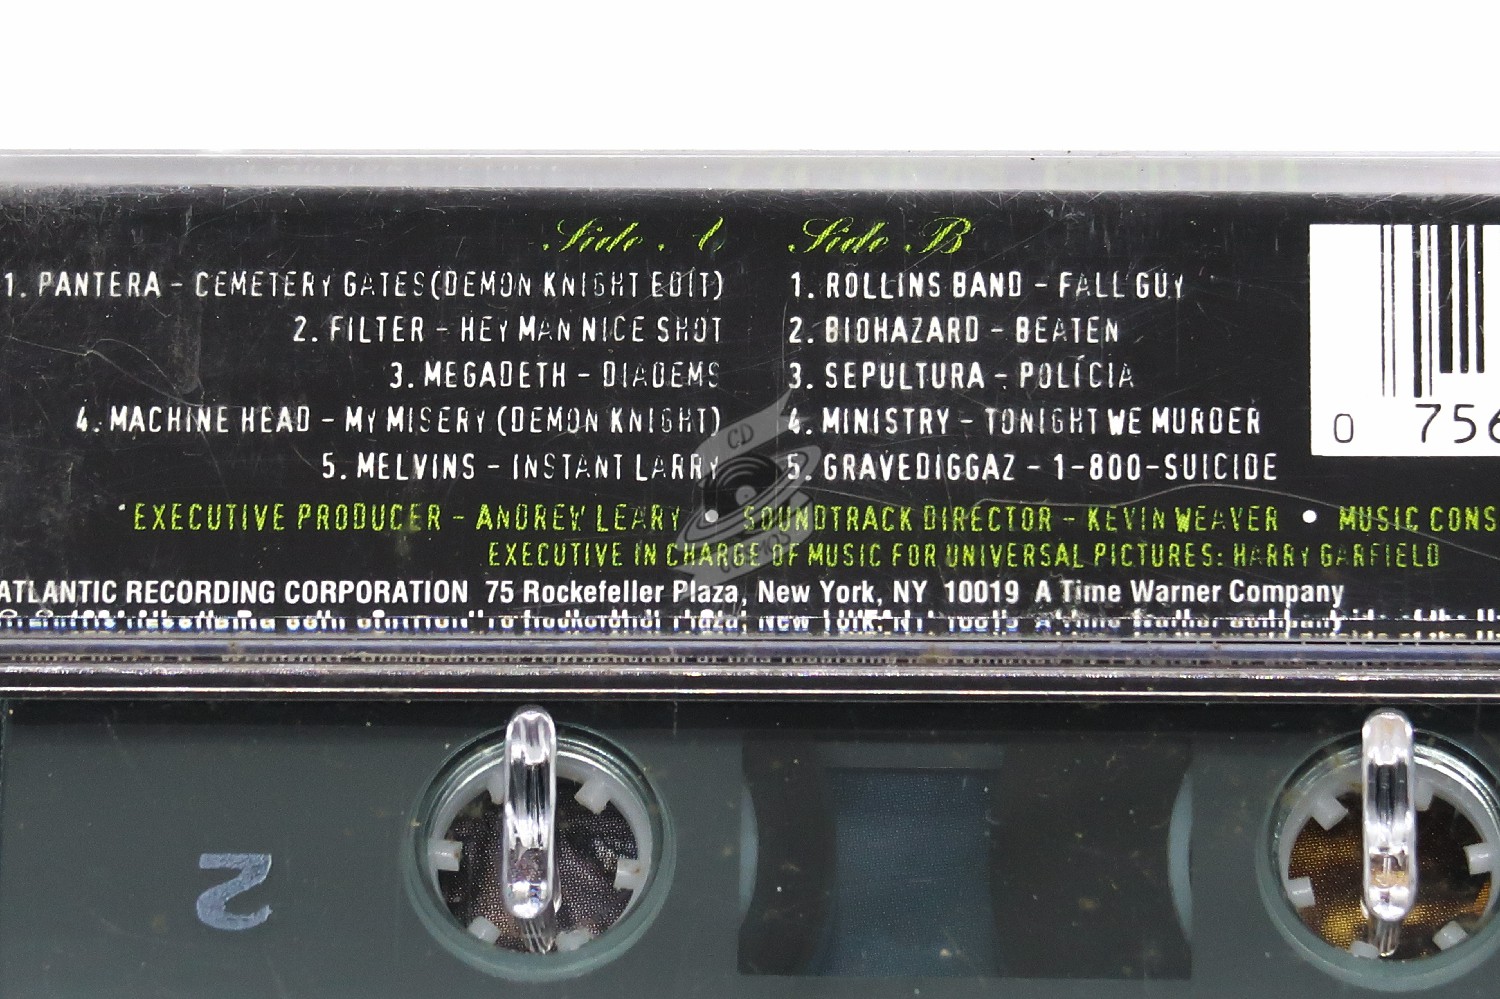 Side A
1. PANTERA - CEMETERY GATES (DEMON KNIGHT EDIT)
2. FILTER - HEY MAN NICE SHOT
3. MEGADETH - DIADEMS
4. MACHINE HEAD - MY MISERY (DEMON KNIGHT)
5. MELVINS - INSTANT LARRY
Side B
1. ROLLINS BAND - FALL GUY
2. BIOHAZARD - BEATEN
3. SEPULTURA - POLÍCIA
4. MINISTRY - TONIGHT WE MURDER
5. GRAVEDIGGAZ - 1-800-SUICIDE
EXECUTIVE PRODUCER - ANDREW LEARY • SOUNDTRACK DIRECTOR - KEVIN WEAVER • MUSIC CONS
EXECUTIVE IN CHARGE OF MUSIC FOR UNIVERSAL PICTURES: HARRY GARFIELD
ATLANTIC RECORDING CORPORATION 75 Rockefeller Plaza, New York, NY 10019 A Time Warner Company
0 756
CD
2